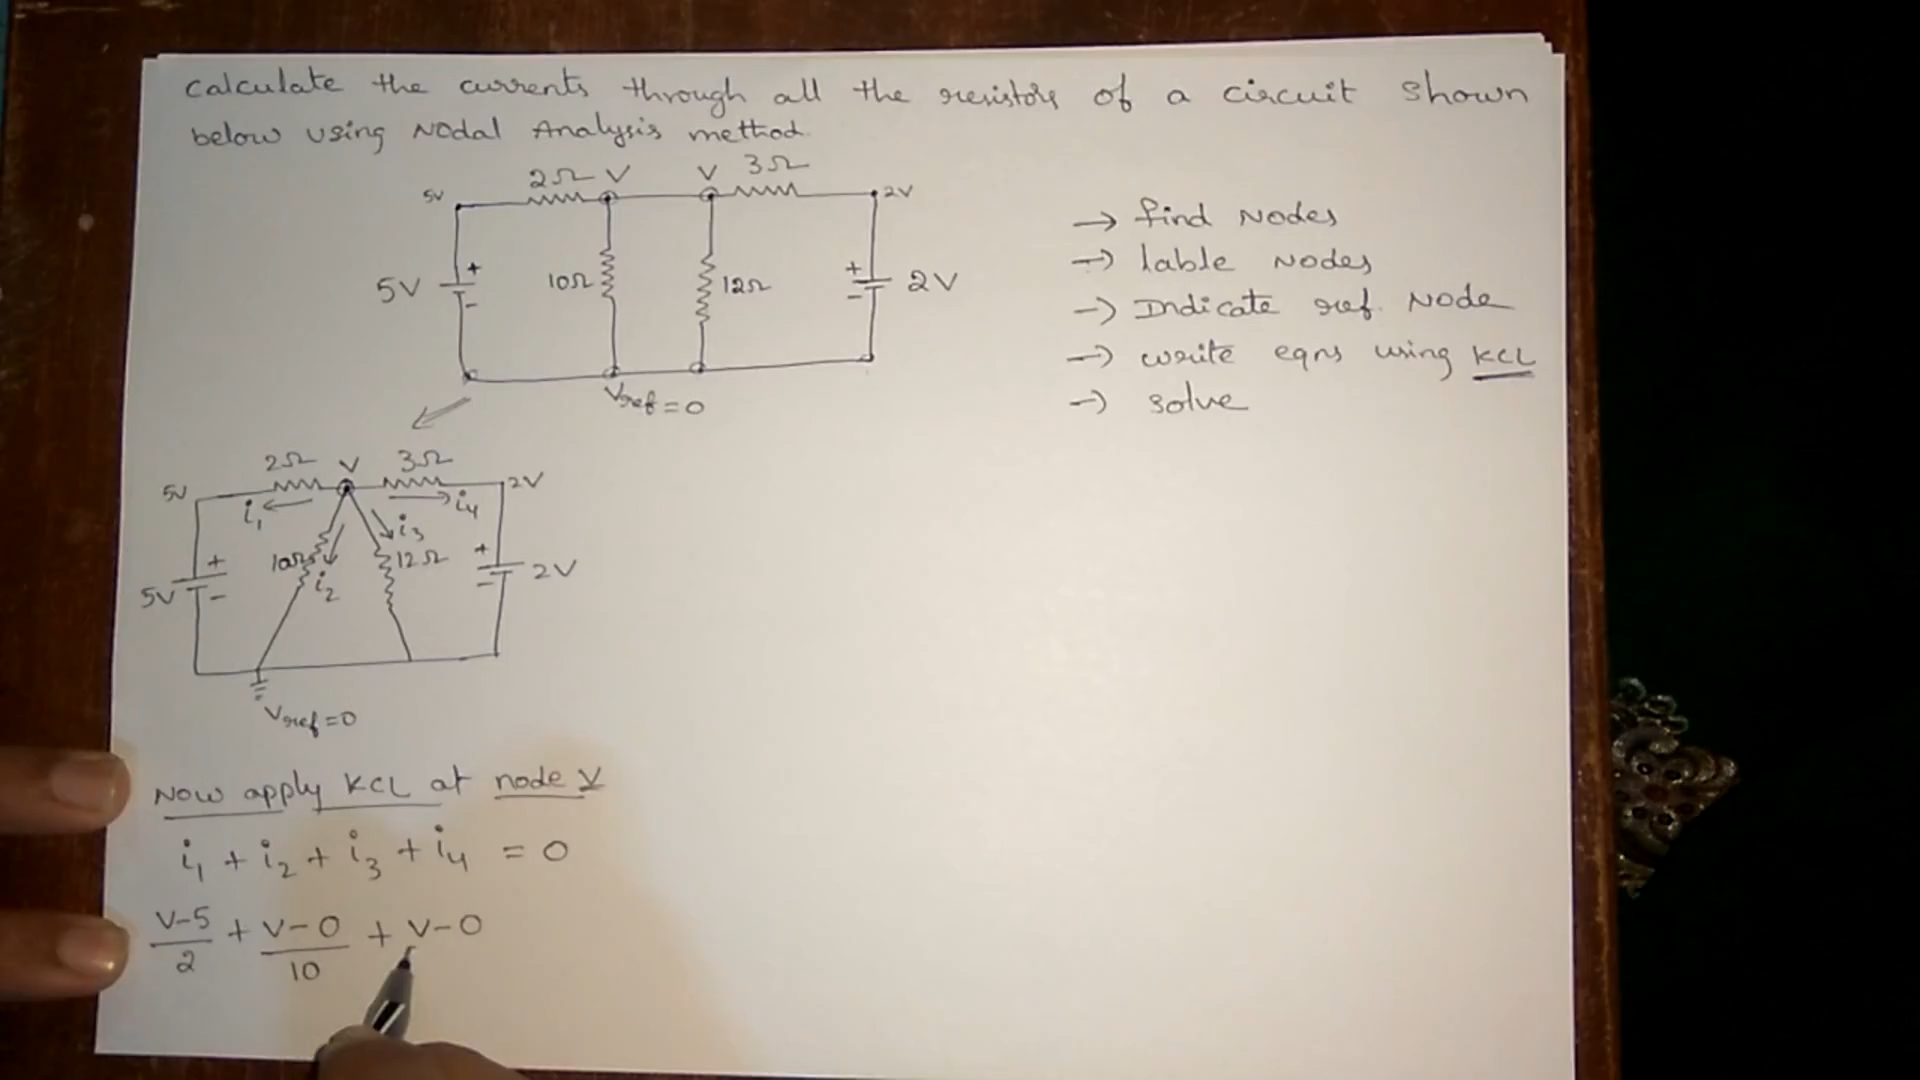 Calculate the currents through all the resistors of a circuit shown
below using Nodal Analysis method.
5V 2Ω V V 3Ω 2V
5V + - 10Ω 12Ω + - 2V
Vref = 0
→ find Nodes
→ lable Nodes
→ Indicate ref. Node
→ write eqns using KCL
→ solve
5V 2Ω V 3Ω 2V
i₁ i₄
i₃
5V + - 10Ω i₂ 12Ω + - 2V
Vref = 0
Now apply KCL at node V
i₁ + i₂ + i₃ + i₄ = 0
V-5/2 + V-0/10 + V-0